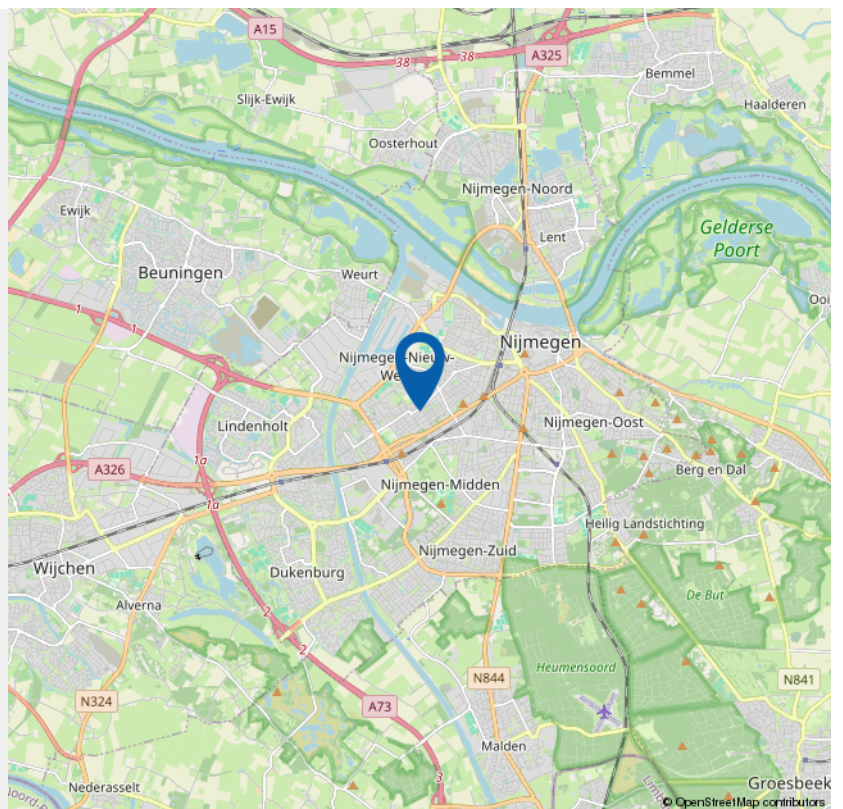 A15
38
38
A325
Bemmel
Slijk-Ewijk
Haalderen
Oosterhout
Nijmegen-Noord
Ewijk
Lent
Gelderse
Poort
Beuningen
Weurt
Ooi
1
1
Nijmegen
Nijmegen-Nieuw-
We
Lindenholt
Nijmegen-Oost
1a
A326
Berg en Dal
Nijmegen-Midden
1a
Heilig Landstichting
Nijmegen-Zuid
Wijchen
Dukenburg
De But
Alverna
2
2
Heumensoord
N844
N841
N324
A73
Malden
3
Nederasselt
Groesbeek
© OpenStreetMap contributors